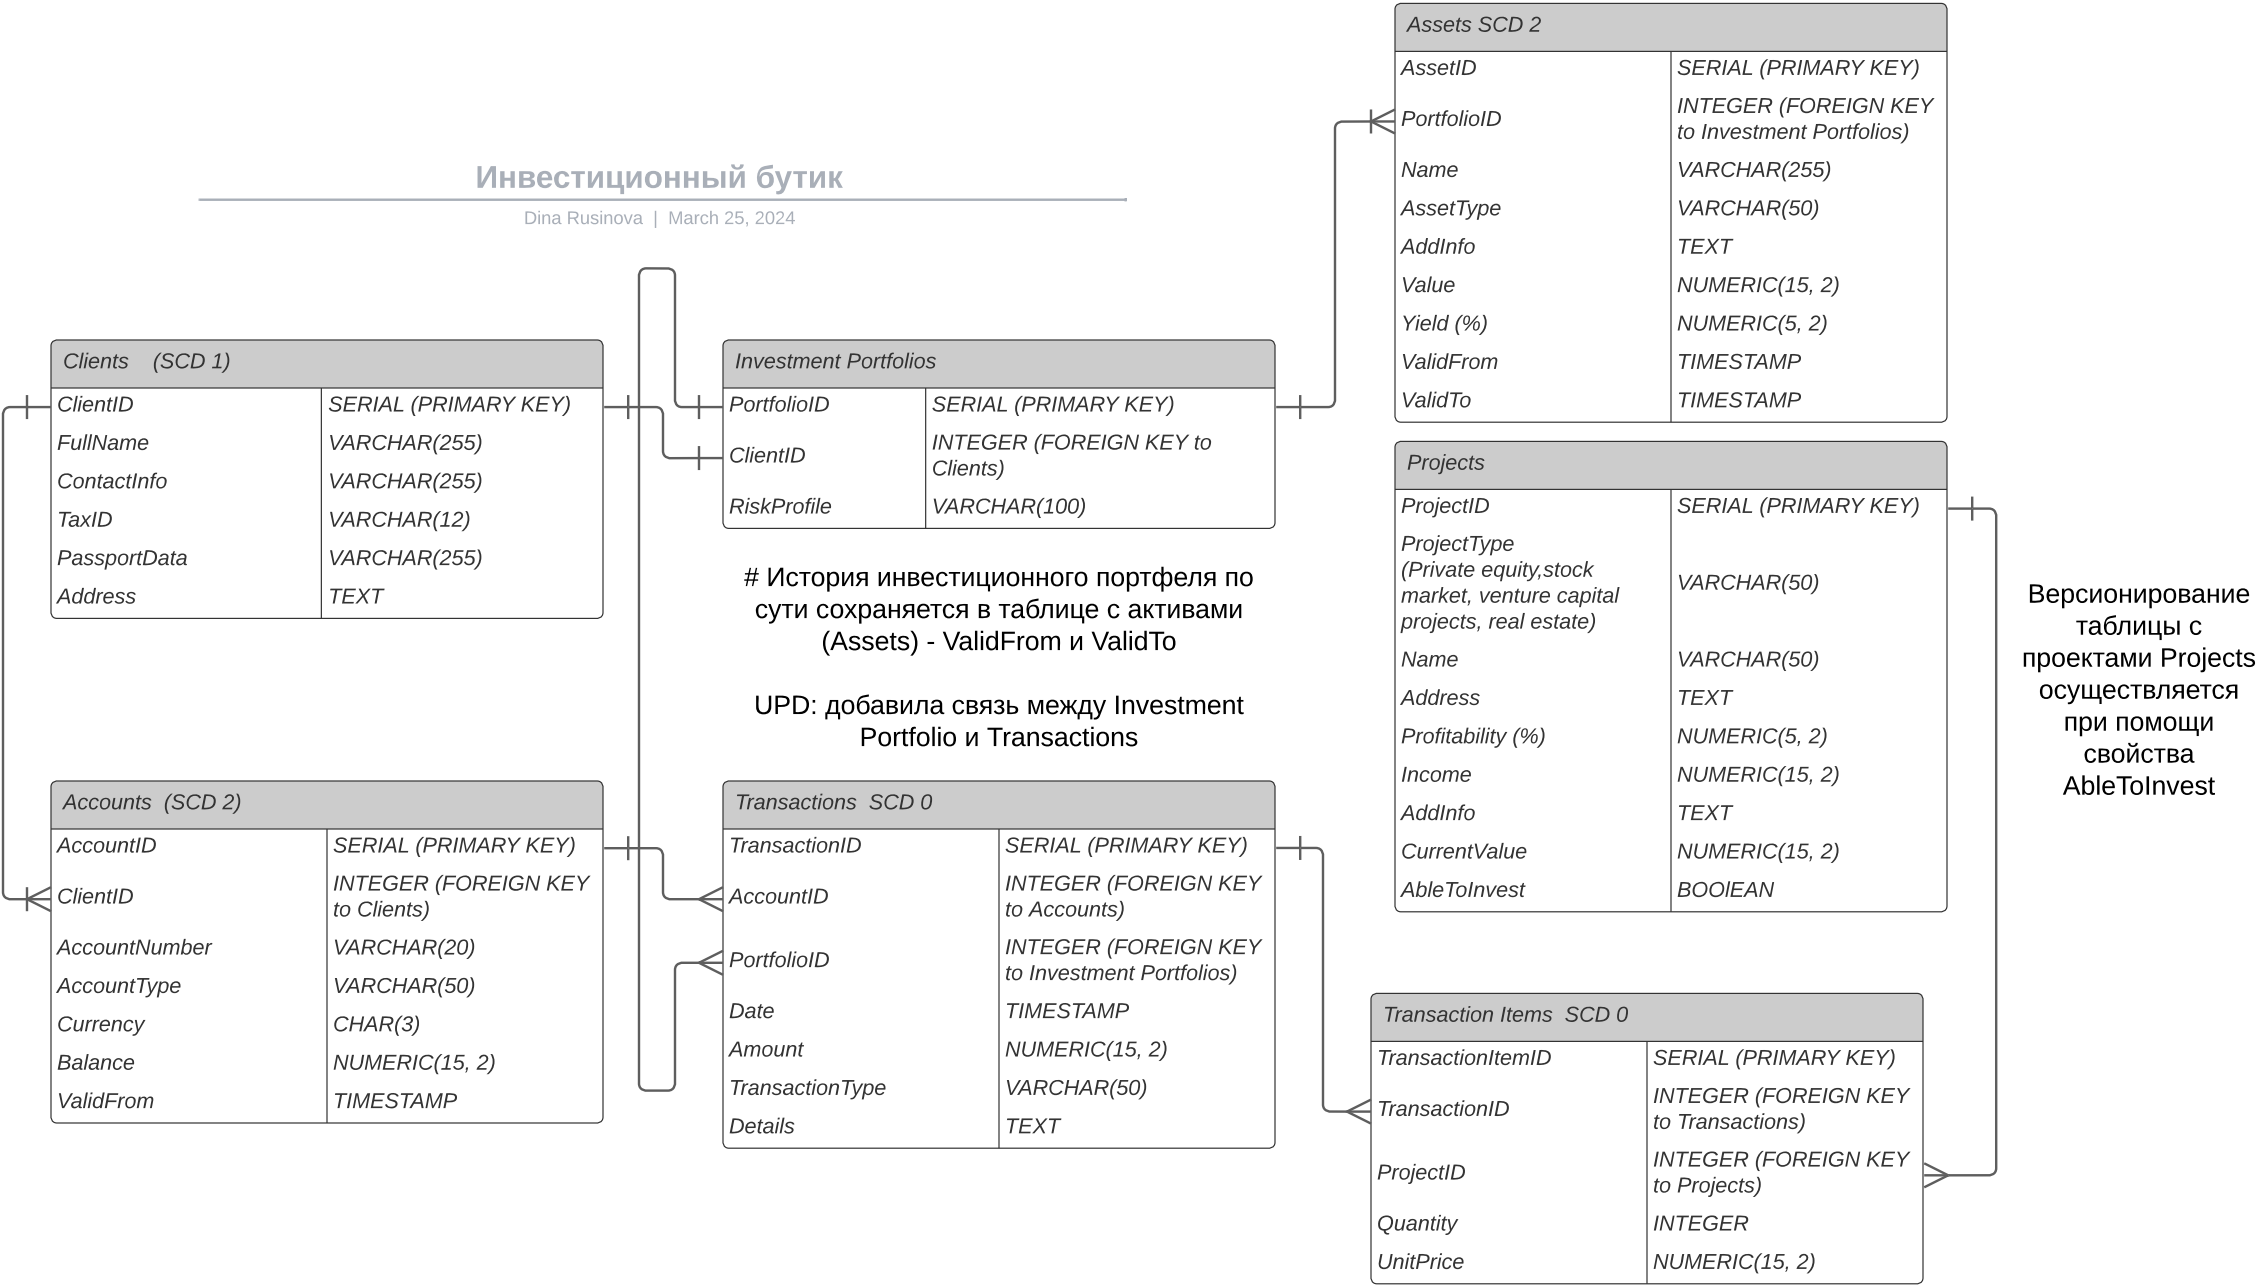 Инвестиционный бутик
Dina Rusinova | March 25, 2024
Clients (SCD 1)
ClientID SERIAL (PRIMARY KEY)
FullName VARCHAR(255)
ContactInfo VARCHAR(255)
TaxID VARCHAR(12)
PassportData VARCHAR(255)
Address TEXT
Investment Portfolios
PortfolioID SERIAL (PRIMARY KEY)
ClientID INTEGER (FOREIGN KEY to
Clients)
RiskProfile VARCHAR(100)
# История инвестиционного портфеля по
сути сохраняется в таблице с активами
(Assets) - ValidFrom и ValidTo
UPD: добавила связь между Investment
Portfolio и Transactions
Assets SCD 2
AssetID SERIAL (PRIMARY KEY)
PortfolioID INTEGER (FOREIGN KEY
to Investment Portfolios)
Name VARCHAR(255)
AssetType VARCHAR(50)
AddInfo TEXT
Value NUMERIC(15, 2)
Yield (%) NUMERIC(5, 2)
ValidFrom TIMESTAMP
ValidTo TIMESTAMP
Projects
ProjectID SERIAL (PRIMARY KEY)
ProjectType
(Private equity,stock
market, venture capital
projects, real estate)
VARCHAR(50)
Name VARCHAR(50)
Address TEXT
Profitability (%) NUMERIC(5, 2)
Income NUMERIC(15, 2)
AddInfo TEXT
CurrentValue NUMERIC(15, 2)
AbleToInvest BOOlEAN
Версионирование
таблицы с
проектами Projects
осуществляется
при помощи
свойства
AbleToInvest
Accounts (SCD 2)
AccountID SERIAL (PRIMARY KEY)
ClientID INTEGER (FOREIGN KEY
to Clients)
AccountNumber VARCHAR(20)
AccountType VARCHAR(50)
Currency CHAR(3)
Balance NUMERIC(15, 2)
ValidFrom TIMESTAMP
Transactions SCD 0
TransactionID SERIAL (PRIMARY KEY)
AccountID INTEGER (FOREIGN KEY
to Accounts)
PortfolioID INTEGER (FOREIGN KEY
to Investment Portfolios)
Date TIMESTAMP
Amount NUMERIC(15, 2)
TransactionType VARCHAR(50)
Details TEXT
Transaction Items SCD 0
TransactionItemID SERIAL (PRIMARY KEY)
TransactionID INTEGER (FOREIGN KEY
to Transactions)
ProjectID INTEGER (FOREIGN KEY
to Projects)
Quantity INTEGER
UnitPrice NUMERIC(15, 2)